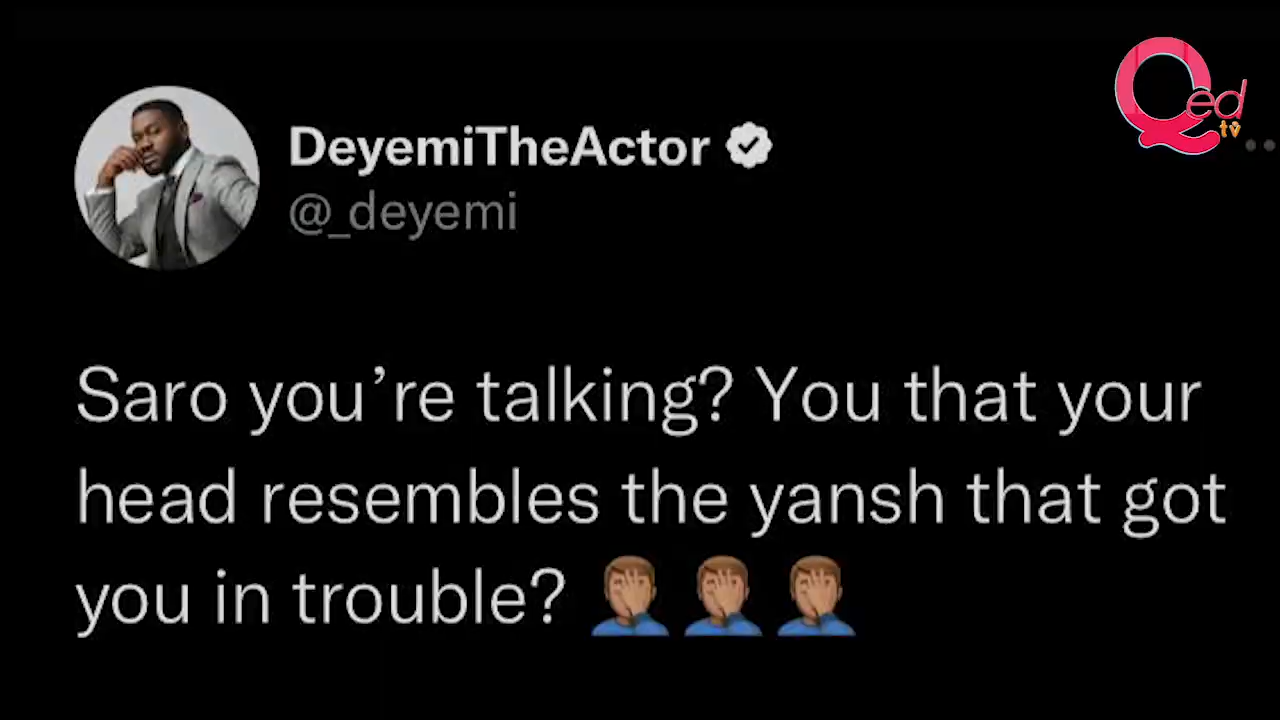 Qed
tv
DeyemiTheActor
@_deyemi
Saro you’re talking? You that your
head resembles the yansh that got
you in trouble? 🤦🏽‍♂️🤦🏽‍♂️🤦🏽‍♂️